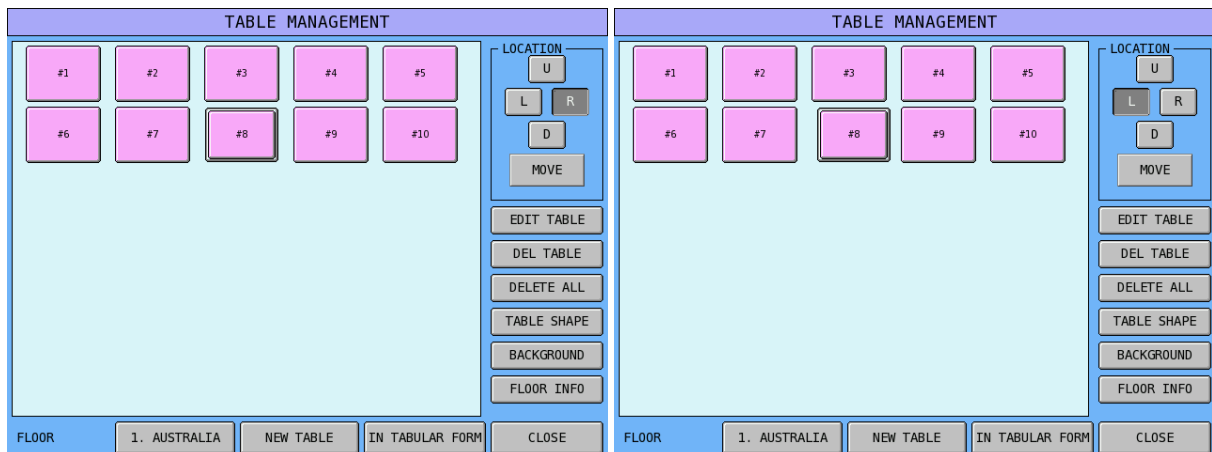 TABLE MANAGEMENT
LOCATION
#1 #2 #3 #4 #5
U
L R
#6 #7 #8 #9 #10
D
MOVE
EDIT TABLE
DEL TABLE
DELETE ALL
TABLE SHAPE
BACKGROUND
FLOOR INFO
FLOOR 1. AUSTRALIA NEW TABLE IN TABULAR FORM CLOSE
TABLE MANAGEMENT
LOCATION
#1 #2 #3 #4 #5
U
L R
#6 #7 #8 #9 #10
D
MOVE
EDIT TABLE
DEL TABLE
DELETE ALL
TABLE SHAPE
BACKGROUND
FLOOR INFO
FLOOR 1. AUSTRALIA NEW TABLE IN TABULAR FORM CLOSE